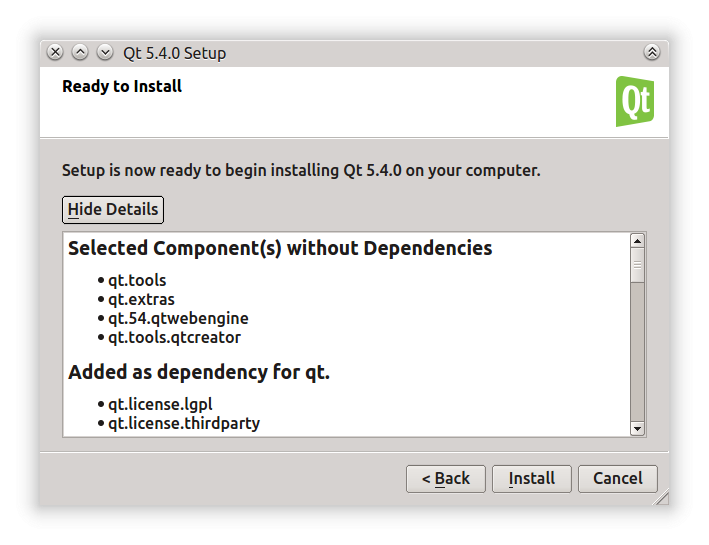 Qt 5.4.0 Setup
Ready to Install
Qt
Setup is now ready to begin installing Qt 5.4.0 on your computer.
Hide Details
Selected Component(s) without Dependencies
• qt.tools
• qt.extras
• qt.54.qtwebengine
• qt.tools.qtcreator
Added as dependency for qt.
• qt.license.lgpl
• qt.license.thirdparty
< Back Install Cancel